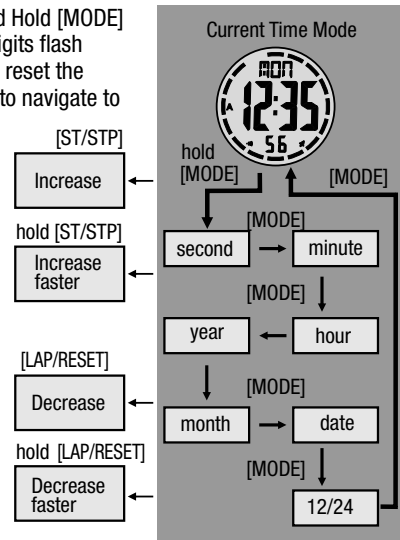 d Hold [MODE]
igits flash
reset the
to navigate to
[ST/STP]
Increase
hold [ST/STP]
Increase
faster
[LAP/RESET]
Decrease
hold [LAP/RESET]
Decrease
faster
Current Time Mode
MON
A 12:35
56
hold
[MODE]
[MODE]
[MODE]
second
minute
[MODE]
year
hour
[MODE]
month
date
[MODE]
12/24